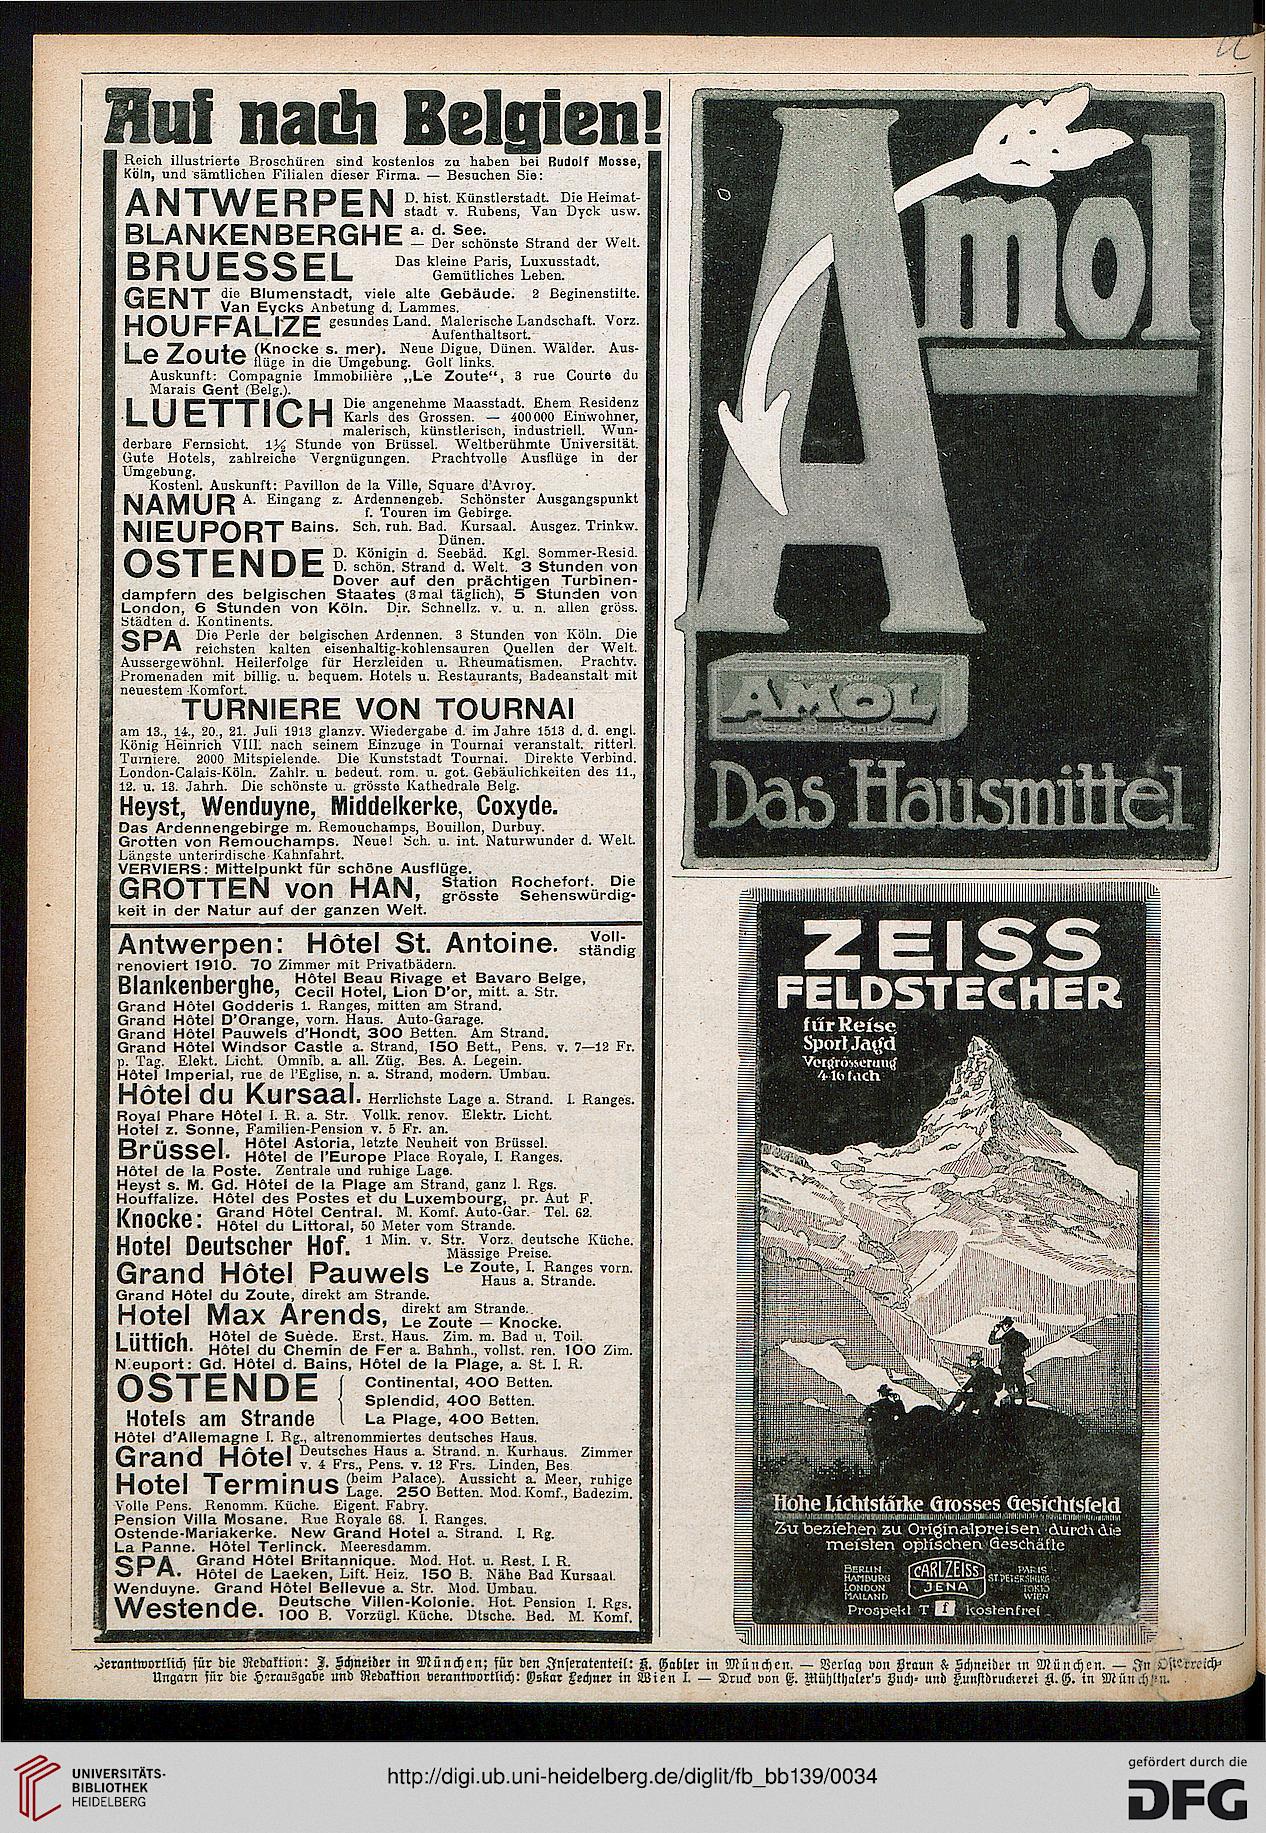 Auf nach Belgien!
Reich illustrierte Broschüren sind kostenlos zu haben bei Rudolf Mosse,
Köln, und sämtlichen Filialen dieser Firma. — Besuchen Sie:
ANTWERPEN D. hist. Künstlerstadt. Die Heimat-
stadt v. Rubens, Van Dyck usw.
BLANKENBERGHE a. d. See.
— Der schönste Strand der Welt.
BRUESSEL Das kleine Paris, Luxusstadt.
Gemütliches Leben.
GENT die Blumenstadt, viele alte Gebäude. 2 Beginenstifte.
Van Eycks Anbetung d. Lammes.
HOUFFALIZE gesundes Land. Malerische Landschaft. Vorz.
Aufenthaltsort.
Le Zoute (Knocke s. mer). Neue Digue, Dünen. Wälder. Aus-
flüge in die Umgebung. Golf links.
Auskunft: Compagnie Immobilière „Le Zoute“, 3 rue Courte du
Marais Gent (Belg.).
LUETTICH Die angenehme Maasstadt. Ehem Residenz
Karls des Grossen. — 400000 Einwohner,
malerisch, künstlerisch, industriell. Wun-
derbare Fernsicht. 1½ Stunde von Brüssel. Weltberühmte Universität.
Gute Hotels, zahlreiche Vergnügungen. Prachtvolle Ausflüge in der
Umgebung.
Kostenl. Auskunft: Pavillon de la Ville, Square d'Avroy.
NAMUR A. Eingang z. Ardennengeb. Schönster Ausgangspunkt
f. Touren im Gebirge.
NIEUPORT Bains. Sch. ruh. Bad. Kursaal. Ausgez. Trinkw.
Dünen.
OSTENDE D. Königin d. Seebäd. Kgl. Sommer-Resid.
D. schön. Strand d. Welt. 3 Stunden von
Dover auf den prächtigen Turbinen-
dampfern des belgischen Staates (3mal täglich), 5 Stunden von
London, 6 Stunden von Köln. Dir. Schnellz. v. u. n. allen gröss.
Städten d. Kontinents.
SPA Die Perle der belgischen Ardennen. 3 Stunden von Köln. Die
reichsten kalten eisenhaltig-kohlensauren Quellen der Welt.
Aussergewöhnl. Heilerfolge für Herzleiden u. Rheumatismen. Prachtv.
Promenaden mit billig. u. bequem. Hotels u. Restaurants, Badeanstalt mit
neuestem Komfort.
TURNIERE VON TOURNAI
am 13., 14., 20., 21. Juli 1913 glanzv. Wiedergabe d. im Jahre 1513 d. d. engl.
König Heinrich VIII. nach seinem Einzuge in Tournai veranstalt. ritterl.
Turniere. 2000 Mitspielende. Die Kunststadt Tournai. Direkte Verbind.
London-Calais-Köln. Zahlr. u. bedeut. rom. u. got. Gebäulichkeiten des 11.,
12. u. 13. Jahrh. Die schönste u. grösste Kathedrale Belg.
Heyst, Wenduyne, Middelkerke, Coxyde.
Das Ardennengebirge m. Remouchamps, Bouillon, Durbuy.
Grotten von Remouchamps. Neue! Sch. u. int. Naturwunder d. Welt.
Längste unterirdische Kahnfahrt.
VERVIERS: Mittelpunkt für schöne Ausflüge.
GROTTEN von HAN, Station Rochefort. Die
grösste Sehenswürdig-
keit in der Natur auf der ganzen Welt.
Antwerpen: Hôtel St. Antoine. Voll-
ständig
renoviert 1910. 70 Zimmer mit Privatbädern.
Blankenberghe, Hôtel Beau Rivage et Bavaro Belge,
Cecil Hotel, Lion D'or, mitt. a. Str.
Grand Hôtel Godderis 1. Ranges, mitten am Strand.
Grand Hôtel D'Orange, vorn. Haus. Auto-Garage.
Grand Hôtel Pauwels d'Hondt, 300 Betten. Am Strand.
Grand Hôtel Windsor Castle a. Strand, 150 Bett., Pens. v. 7—12 Fr.
p. Tag. Elekt. Licht. Omnib. a. all. Züg. Bes. A. Legein.
Hôtel Imperial, rue de l'Eglise, n. a. Strand, modern. Umbau.
Hôtel du Kursaal. Herrlichste Lage a. Strand. I. Ranges.
Royal Phare Hôtel I. R. a. Str. Vollk. renov. Elektr. Licht.
Hotel z. Sonne, Familien-Pension v. 5 Fr. an.
Brüssel. Hôtel Astoria, letzte Neuheit von Brüssel.
Hôtel de l'Europe Place Royale, I. Ranges.
Hôtel de la Poste. Zentrale und ruhige Lage.
Heyst s. M. Gd. Hôtel de la Plage am Strand, ganz 1. Rgs.
Houffalize. Hôtel des Postes et du Luxembourg, pr. Aut F.
Knocke: Grand Hôtel Central. M. Komf. Auto-Gar. Tel. 62.
Hôtel du Littoral, 50 Meter vom Strande.
Hotel Deutscher Hof. 1 Min. v. Str. Vorz. deutsche Küche.
Mässige Preise.
Grand Hôtel Pauwels Le Zoute, I. Ranges vorn.
Haus a. Strande.
Grand Hôtel du Zoute, direkt am Strande.
Hotel Max Arends, direkt am Strande.
Le Zoute — Knocke.
Lüttich. Hôtel de Suède. Erst. Haus. Zim. m. Bad u. Toil.
Hôtel du Chemin de Fer a. Bahnh., vollst. ren. 100 Zim.
Nieuport: Gd. Hôtel d. Bains, Hôtel de la Plage, a. St. I. R.
OSTENDE
Hotels am Strande
Continental, 400 Betten.
Splendid, 400 Betten.
La Plage, 400 Betten.
Hôtel d'Allemagne I. Rg., altrenommiertes deutsches Haus.
Grand Hôtel Deutsches Haus a. Strand. n. Kurhaus. Zimmer
v. 4 Frs., Pens. v. 12 Frs. Linden, Bes.
Hotel Terminus (beim Palace). Aussicht a. Meer, ruhige
Lage. 250 Betten. Mod. Komf., Badezim.
Volle Pens. Renomm. Küche. Eigent. Fabry.
Pension Villa Mosane. Rue Royale 68. I. Ranges.
Ostende-Mariakerke. New Grand Hotel a. Strand. I. Rg.
La Panne. Hôtel Terlinck. Meeresdamm.
SPA. Grand Hôtel Britannique. Mod. Hot. u. Rest. I. R.
Hôtel de Laeken, Lift. Heiz. 150 B. Nähe Bad Kursaal.
Wenduyne. Grand Hôtel Bellevue a. Str. Mod. Umbau.
Westende. Deutsche Villen-Kolonie. Hot. Pension I. Rgs.
100 B. Vorzügl. Küche. Dtsche. Bed. M. Komf.
Amol
AMOL
Das Hausmittel
ZEISS
FELDSTECHER
für Reise
Sport Jagd
Vergrösserung
4-16 fach
Hohe Lichtstärke Grosses Gesichtsfeld
Zu beziehen zu Originalpreisen durch die
meisten optischen Geschäfte
BERLIN
HAMBURG
LONDON
MAILAND
CARL ZEISS
JENA
PARIS
ST. PETERSBURG
TOKIO
WIEN
Prospekt T f kostenfrei
Verantwortlich für die Redaktion: F. Schneider in München; für den Inseratenteil: K. Gabler in München. — Verlag von Braun & Schneider in München. — In Österreich-
Ungarn für die Herausgabe und Redaktion verantwortlich: Oskar Lechner in Wien I. — Druck von E. Mühlthaler's Buch- und Kunstdruckerei A.G. in München.
UNIVERSITÄTS-
BIBLIOTHEK
HEIDELBERG
http://digi.ub.uni-heidelberg.de/diglit/fb_bb139/0034
gefördert durch die
DFG